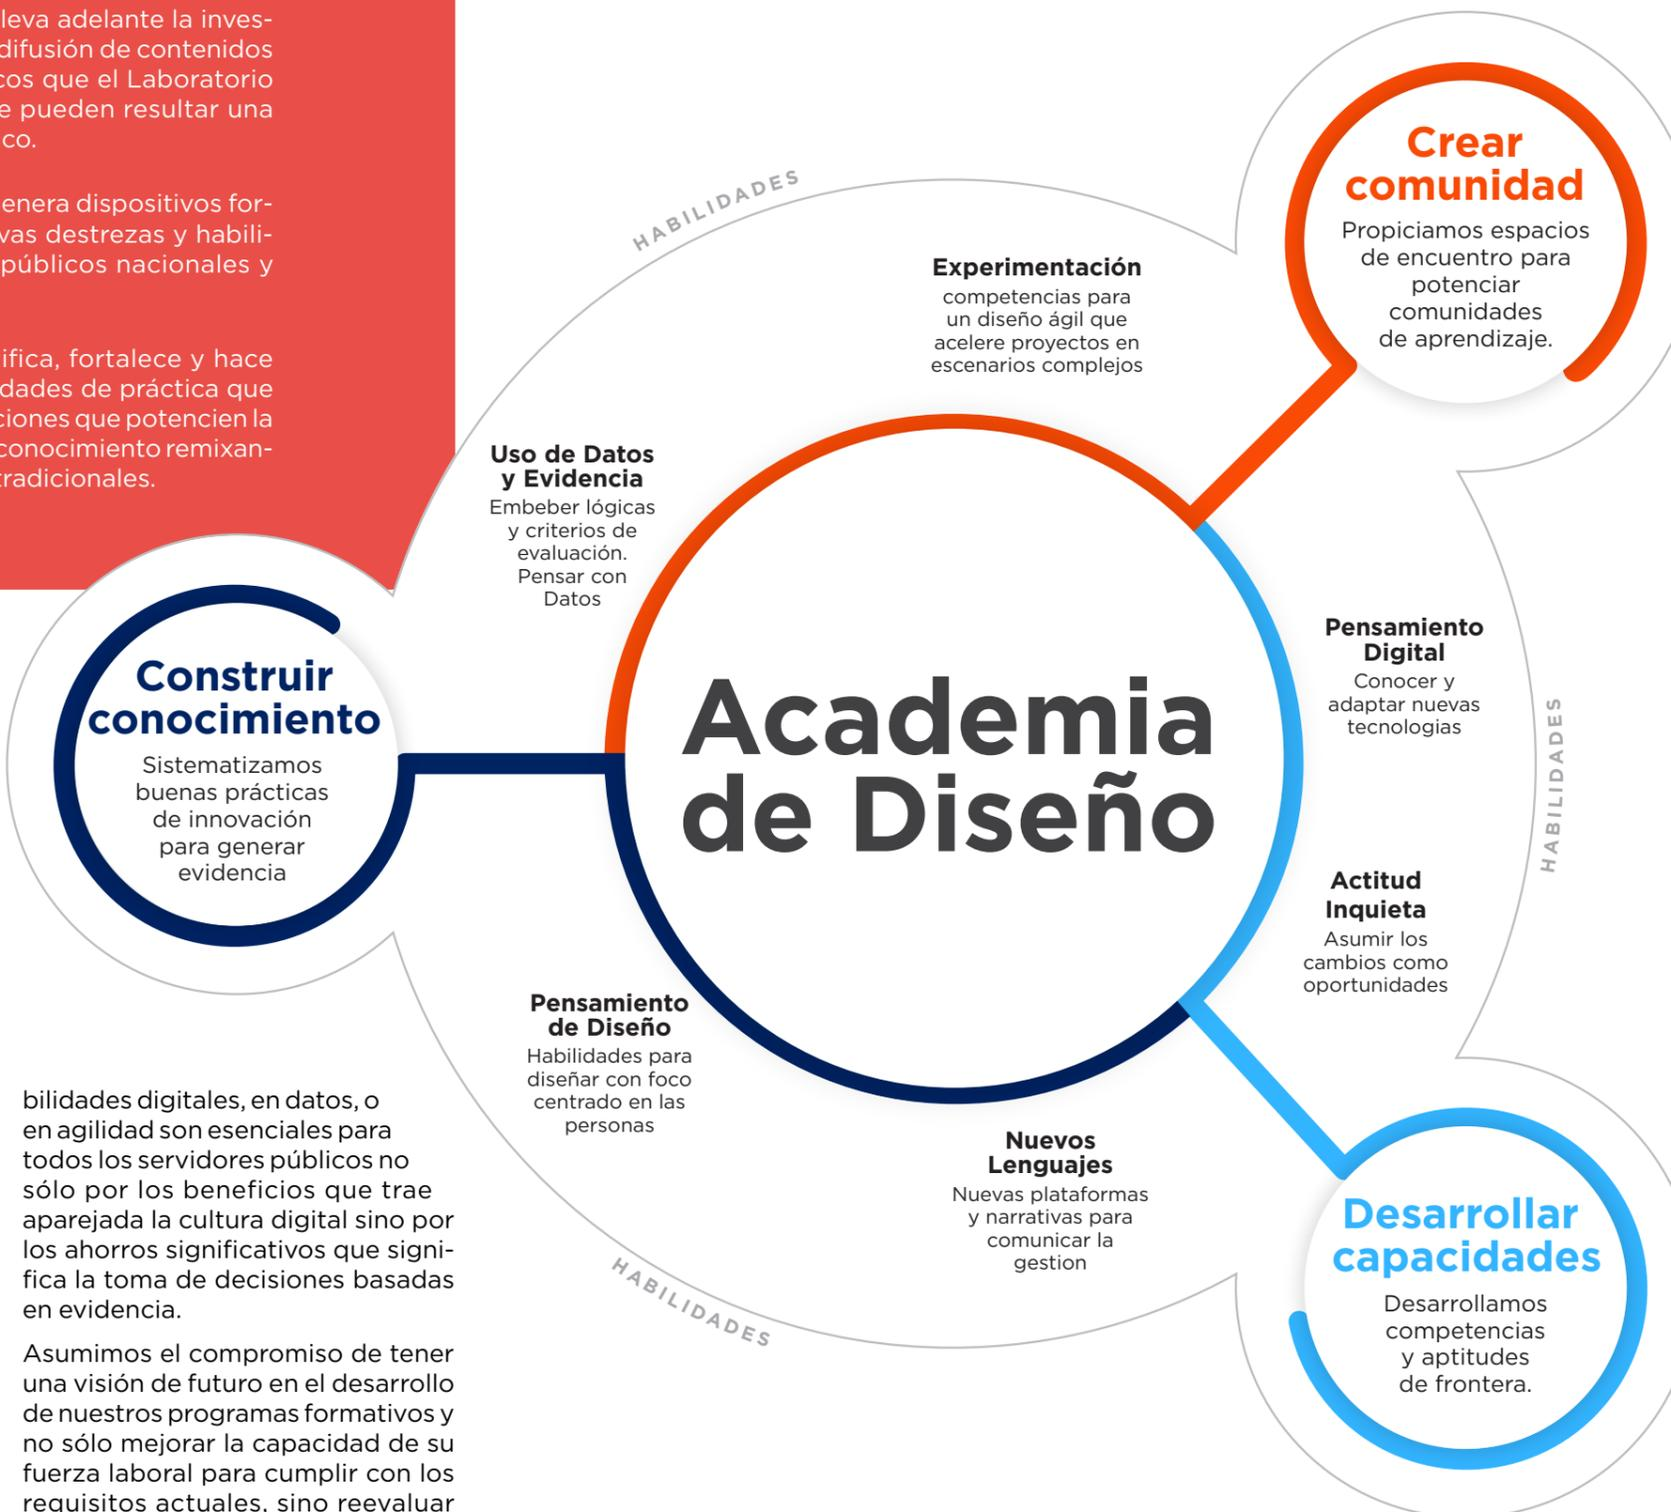 leva adelante la inves-
difusión de contenidos
cos que el Laboratorio
e pueden resultar una
co.
enera dispositivos for-
vas destrezas y habili-
públicos nacionales y
ifica, fortalece y hace
dades de práctica que
ciones que potencien la
conocimiento remixan-
tradicionales.
HABILIDADES
Crear
comunidad
Propiciamos espacios
de encuentro para
potenciar
comunidades
de aprendizaje.
Experimentación
competencias para
un diseño ágil que
acelere proyectos en
escenarios complejos
Uso de Datos
y Evidencia
Embeber lógicas
y criterios de
evaluación.
Pensar con
Datos
Construir
conocimiento
Sistematizamos
buenas prácticas
de innovación
para generar
evidencia
Academia
de Diseño
Pensamiento
Digital
Conocer y
adaptar nuevas
tecnologias
HABILIDADES
Actitud
Inquieta
Asumir los
cambios como
oportunidades
Pensamiento
de Diseño
Habilidades para
diseñar con foco
centrado en las
personas
Nuevos
Lenguajes
Nuevas plataformas
y narrativas para
comunicar la
gestion
HABILIDADES
Desarrollar
capacidades
Desarrollamos
competencias
y aptitudes
de frontera.
bilidades digitales, en datos, o
en agilidad son esenciales para
todos los servidores públicos no
sólo por los beneficios que trae
aparejada la cultura digital sino por
los ahorros significativos que signi-
fica la toma de decisiones basadas
en evidencia.
Asumimos el compromiso de tener
una visión de futuro en el desarrollo
de nuestros programas formativos y
no sólo mejorar la capacidad de su
fuerza laboral para cumplir con los
requisitos actuales, sino reevaluar